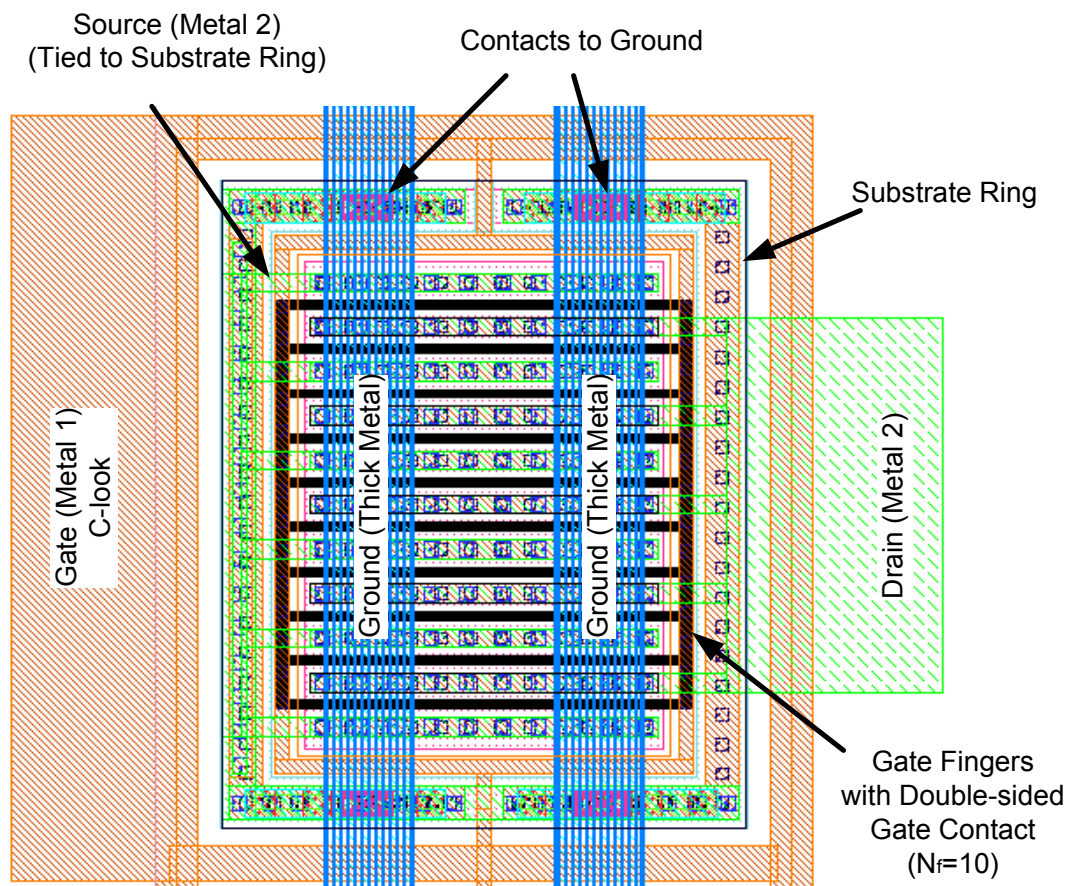 Source (Metal 2)
(Tied to Substrate Ring)
Contacts to Ground
Substrate Ring
Gate (Metal 1)
C-look
Ground (Thick Metal)
Ground (Thick Metal)
Drain (Metal 2)
Gate Fingers
with Double-sided
Gate Contact
(Nf=10)